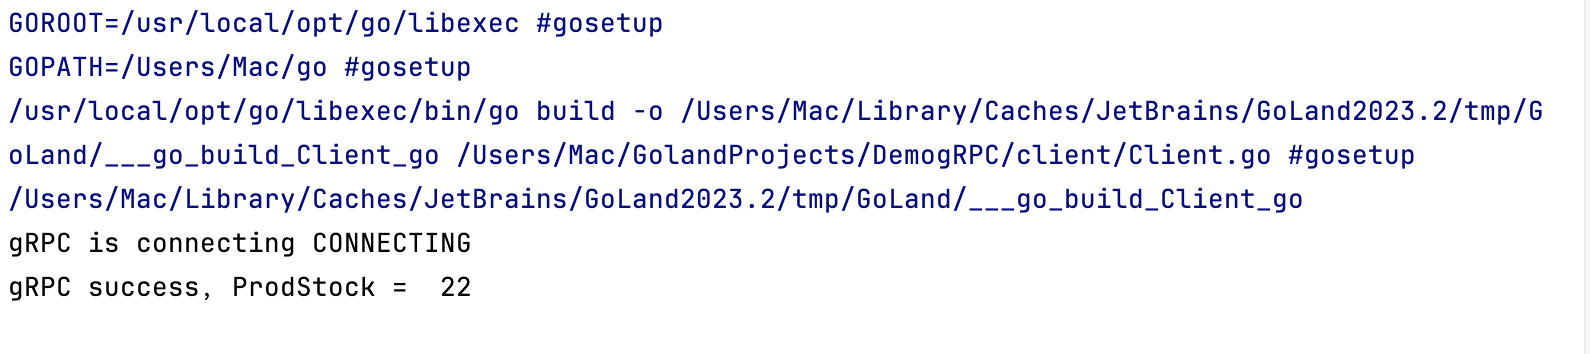 GOROOT=/usr/local/opt/go/libexec #gosetup
GOPATH=/Users/Mac/go #gosetup
/usr/local/opt/go/libexec/bin/go build -o /Users/Mac/Library/Caches/JetBrains/GoLand2023.2/tmp/G
oLand/___go_build_Client_go /Users/Mac/GolandProjects/DemogRPC/client/Client.go #gosetup
/Users/Mac/Library/Caches/JetBrains/GoLand2023.2/tmp/GoLand/___go_build_Client_go
gRPC is connecting CONNECTING
gRPC success, ProdStock =  22